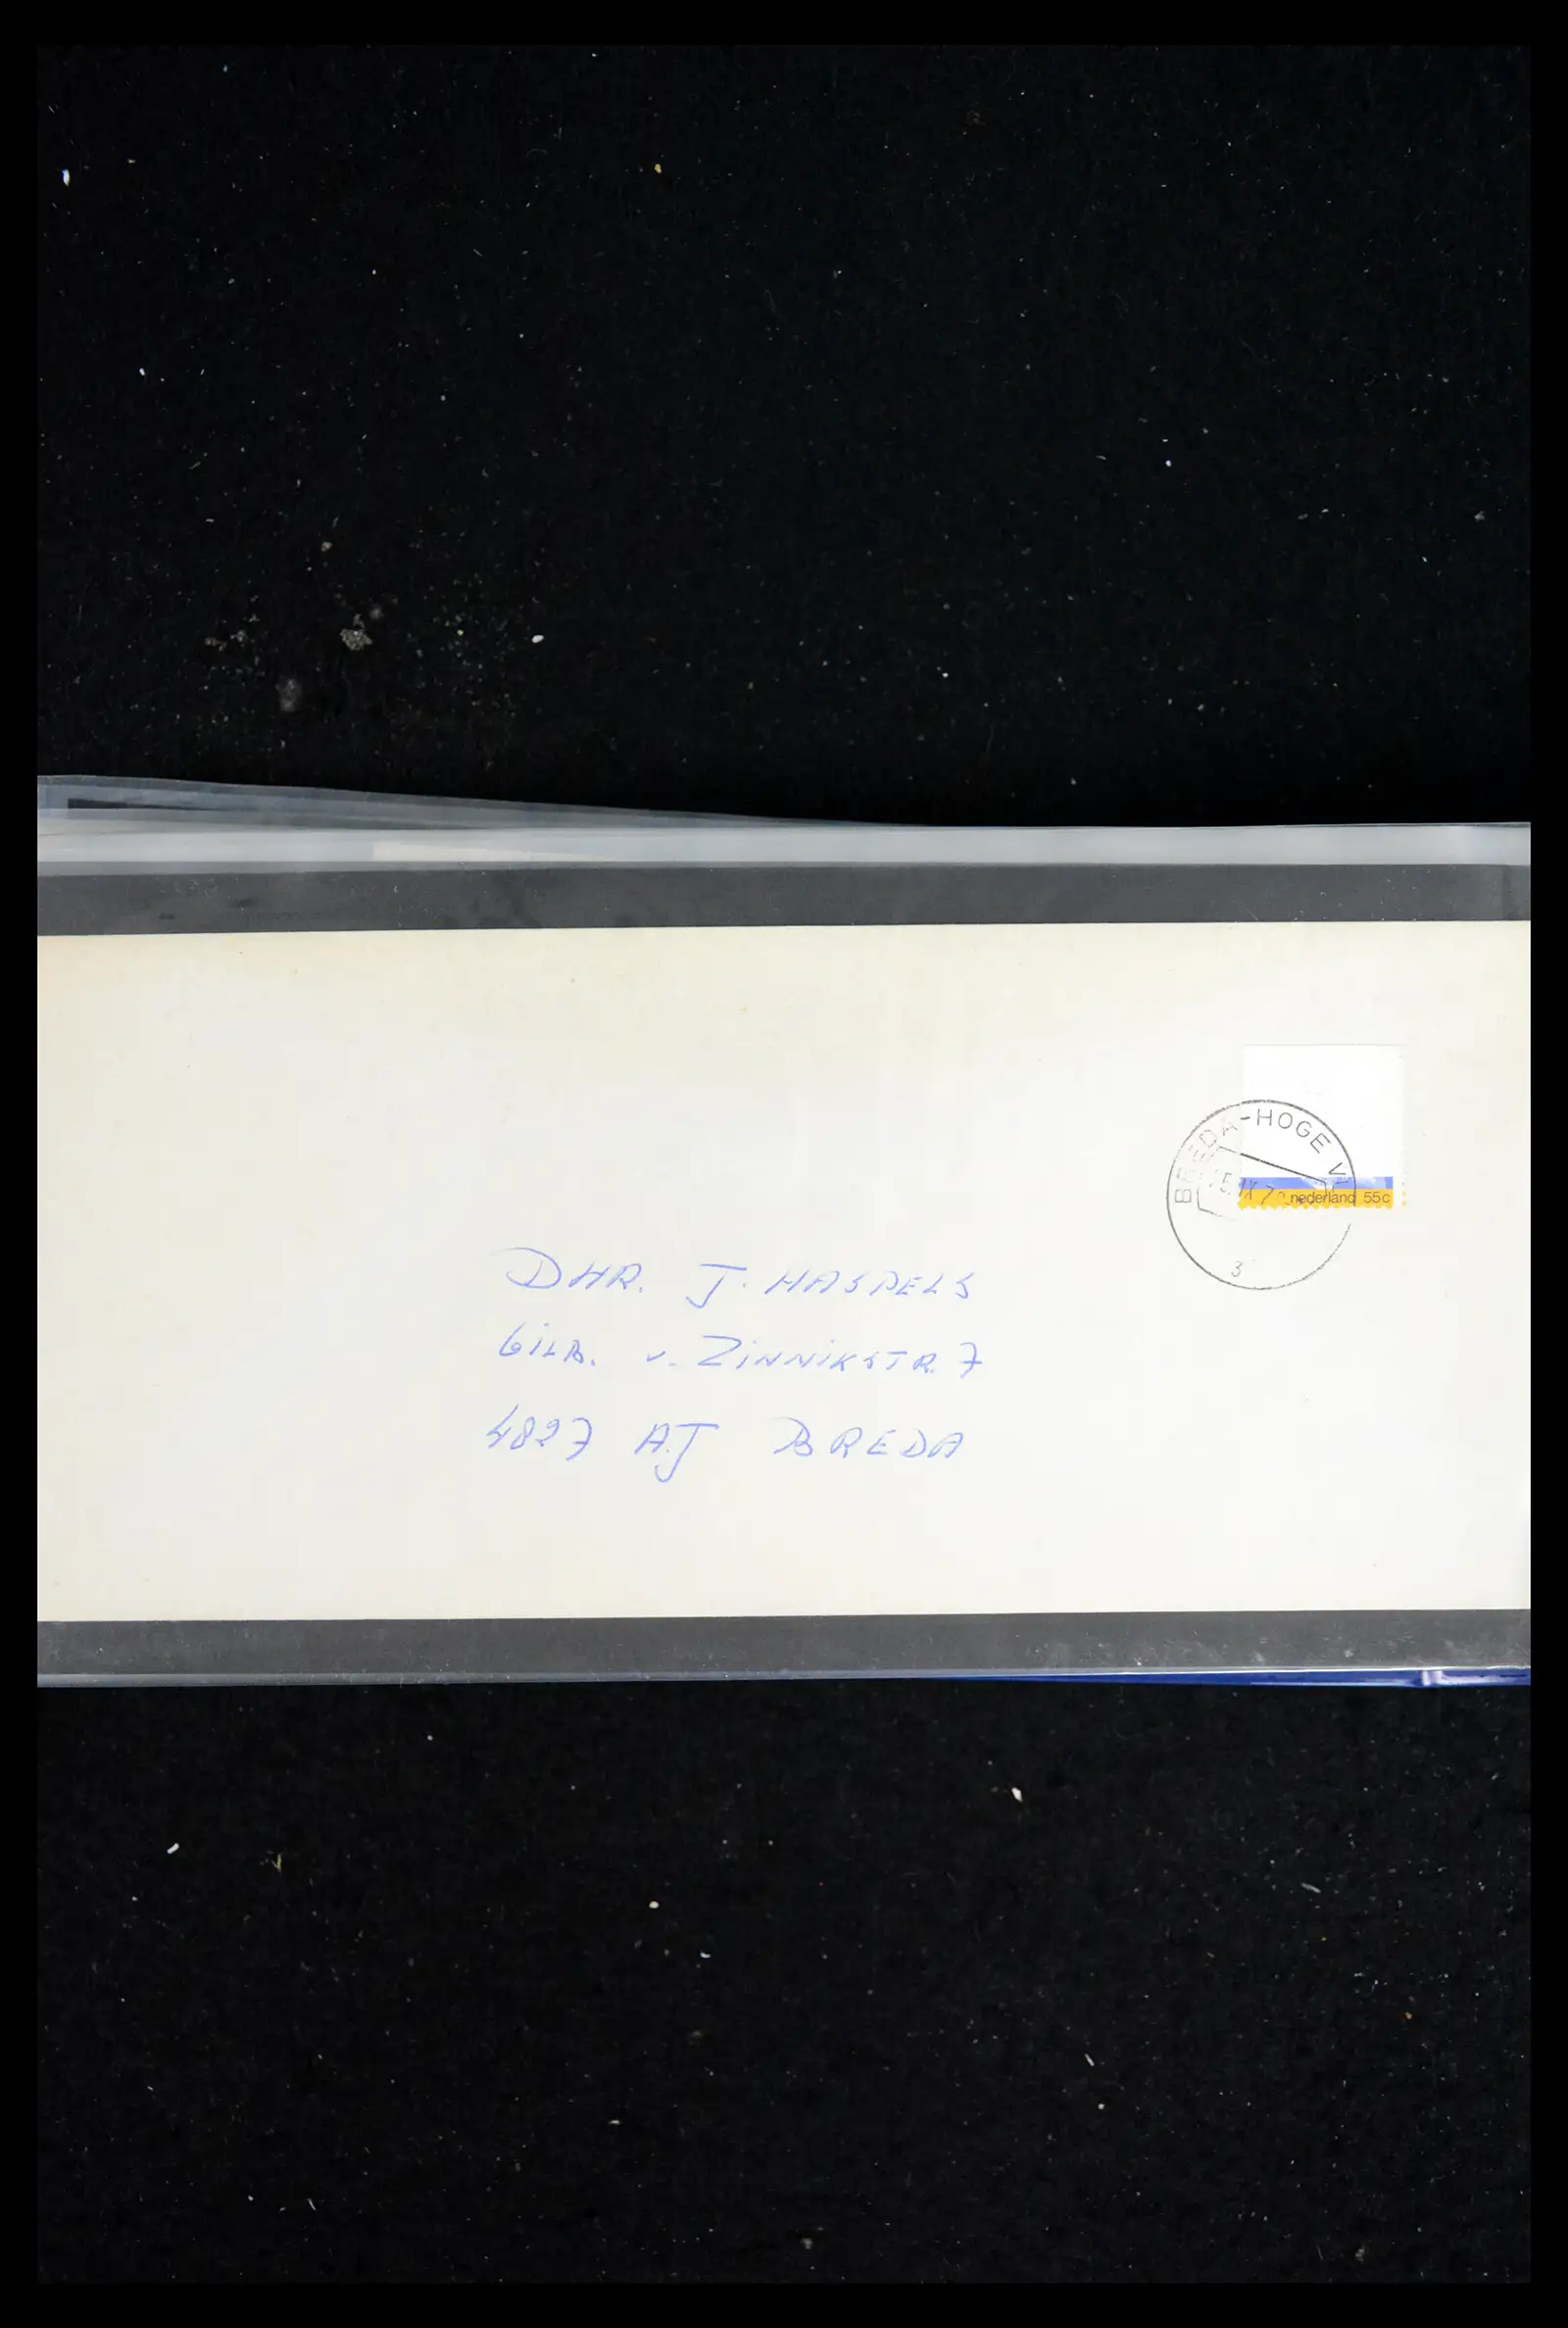 BREDA-HOGE V
nederland 55c
3
DHR. J. HASPELS
GILB. v. ZINNIKSTR. 7
4827 AJ BREDA